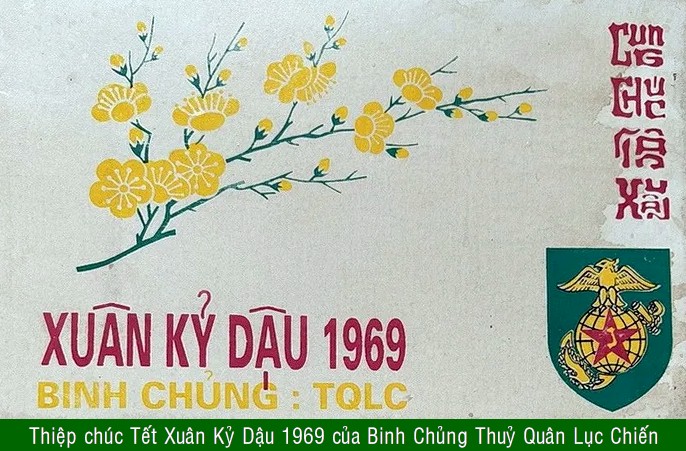 Cung
Chúc
Tân
Xuân
XUÂN KỶ DẬU 1969
BINH CHỦNG : TQLC
Thiệp chúc Tết Xuân Kỷ Dậu 1969 của Binh Chủng Thuỷ Quân Lục Chiến